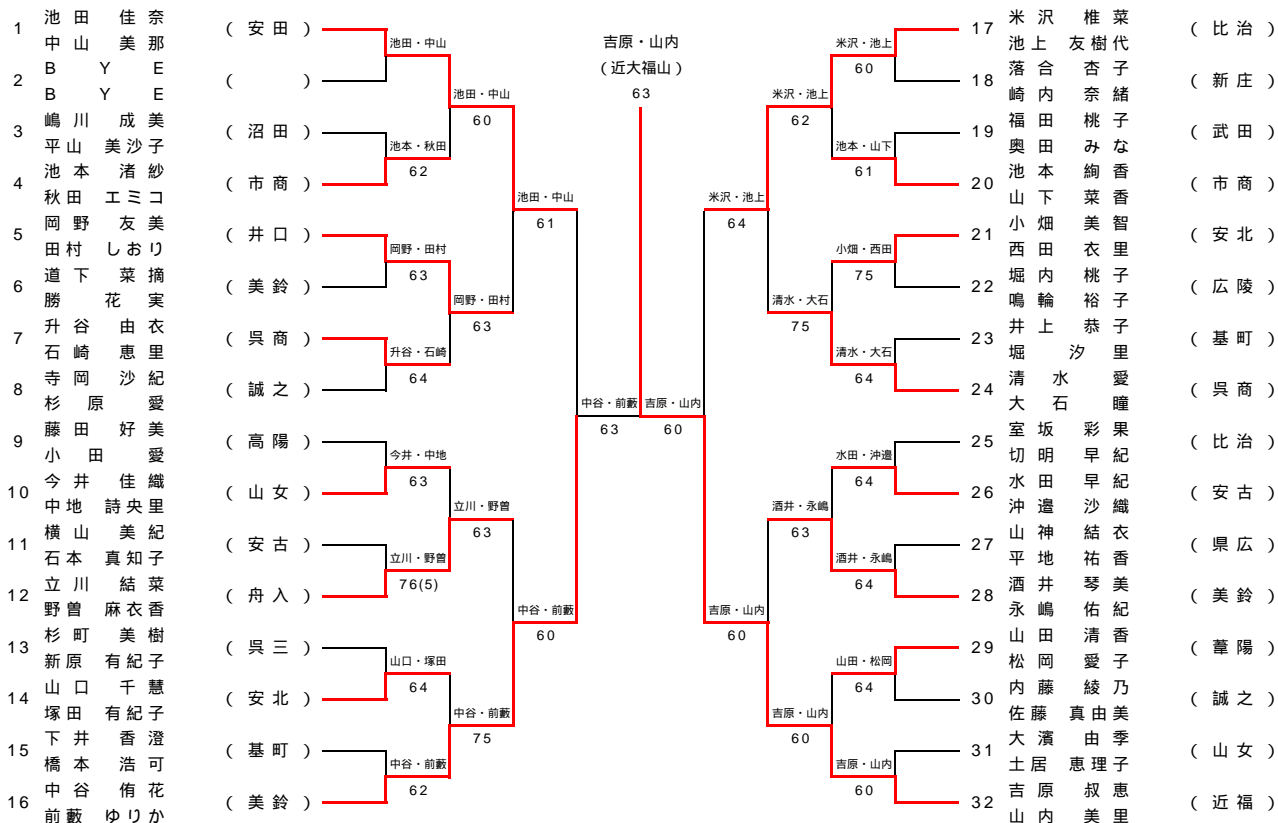 吉原・山内
（近大福山）
63
1 池田 佳奈 中山 美那 （安田）
2 BYE BYE （ ）
3 嶋川 成美 平山 美沙子 （沼田）
4 池本 渚紗 秋田 エミコ （市商）
5 岡野 友美 田村 しおり （井口）
6 道下 菜摘 勝 花実 （美鈴）
7 升谷 由衣 石崎 恵里 （呉商）
8 寺岡 沙紀 杉原 愛 （誠之）
9 藤田 好美 小田 愛 （高陽）
10 今井 佳織 中地 詩央里 （山女）
11 横山 美紀 石本 真知子 （安古）
12 立川 結菜 野曽 麻衣香 （舟入）
13 杉町 美樹 新原 有紀子 （呉三）
14 山口 千慧 塚田 有紀子 （安北）
15 下井 香澄 橋本 浩可 （基町）
16 中谷 侑花 前藪 ゆりか （美鈴）
池田・中山
池本・秋田
62
岡野・田村
63
升谷・石崎
64
今井・中地
63
立川・野曽
76(5)
山口・塚田
64
中谷・前藪
62
池田・中山
60
岡野・田村
63
立川・野曽
63
中谷・前藪
75
池田・中山
61
中谷・前藪
60
中谷・前藪
63
吉原・山内
60
米沢・池上
64
吉原・山内
60
米沢・池上
62
清水・大石
75
酒井・永嶋
63
吉原・山内
60
米沢・池上
60
池本・山下
61
小畑・西田
75
清水・大石
64
水田・沖邉
64
酒井・永嶋
64
山田・松岡
64
吉原・山内
60
17 米沢 椎菜 池上 友樹代 （比治）
18 落合 杏子 崎内 奈緒 （新庄）
19 福田 桃子 奥田 みな （武田）
20 池本 絢香 山下 菜香 （市商）
21 小畑 美智 西田 衣里 （安北）
22 堀内 桃子 鳴輪 裕子 （広陵）
23 井上 恭子 堀 汐里 （基町）
24 清水 愛 大石 瞳 （呉商）
25 室坂 彩果 切明 早紀 （比治）
26 水田 早紀 沖邉 沙織 （安古）
27 山神 結衣 平地 祐香 （県広）
28 酒井 琴美 永嶋 佑紀 （美鈴）
29 山田 清香 松岡 愛子 （葦陽）
30 内藤 綾乃 佐藤 真由美 （誠之）
31 大濱 由季 土居 恵理子 （山女）
32 吉原 叔恵 山内 美里 （近福）